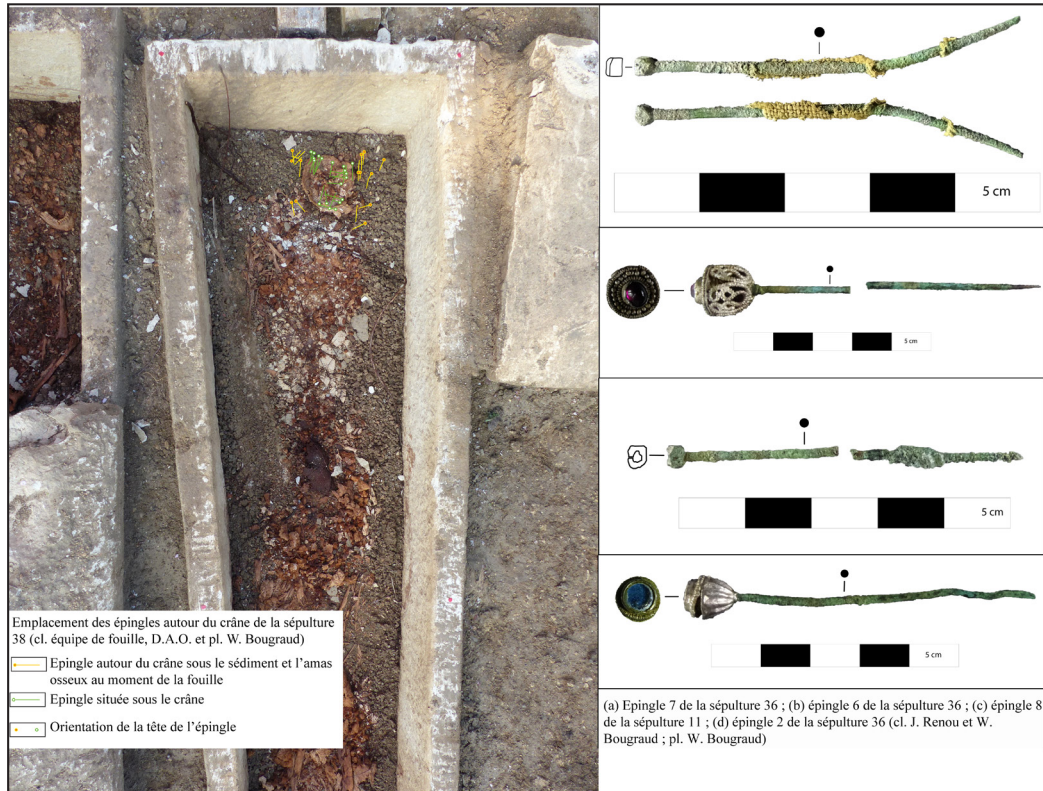 Emplacement des épingles autour du crâne de la sépulture
38 (cl. équipe de fouille, D.A.O. et pl. W. Bougraud)
Epingle autour du crâne sous le sédiment et l'amas
osseux au moment de la fouille
Epingle située sous le crâne
Orientation de la tête de l'épingle
5 cm
5 cm
5 cm
5 cm
(a) Epingle 7 de la sépulture 36 ; (b) épingle 6 de la sépulture 36 ; (c) épingle 8
de la sépulture 11 ; (d) épingle 2 de la sépulture 36 (cl. J. Renou et W.
Bougraud ; pl. W. Bougraud)